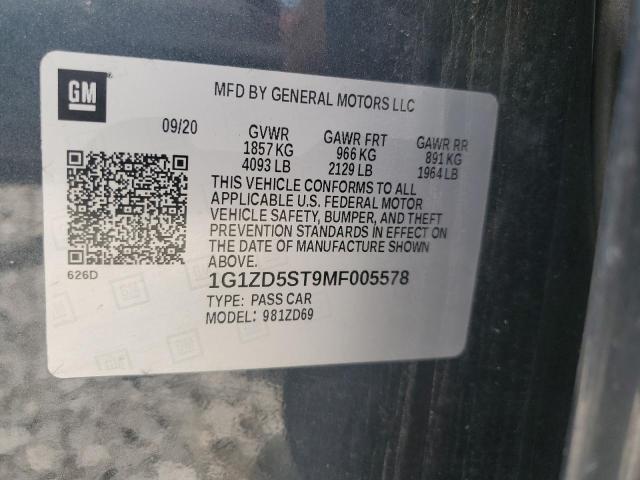 GM
MFD BY GENERAL MOTORS LLC
09/20 GVWR GAWR FRT GAWR RR
1857 KG 966 KG 891 KG
4093 LB 2129 LB 1964 LB
THIS VEHICLE CONFORMS TO ALL
APPLICABLE U.S. FEDERAL MOTOR
VEHICLE SAFETY, BUMPER, AND THEFT
PREVENTION STANDARDS IN EFFECT ON
THE DATE OF MANUFACTURE SHOWN
ABOVE.
626D
1G1ZD5ST9MF005578
TYPE: PASS CAR
MODEL: 981ZD69